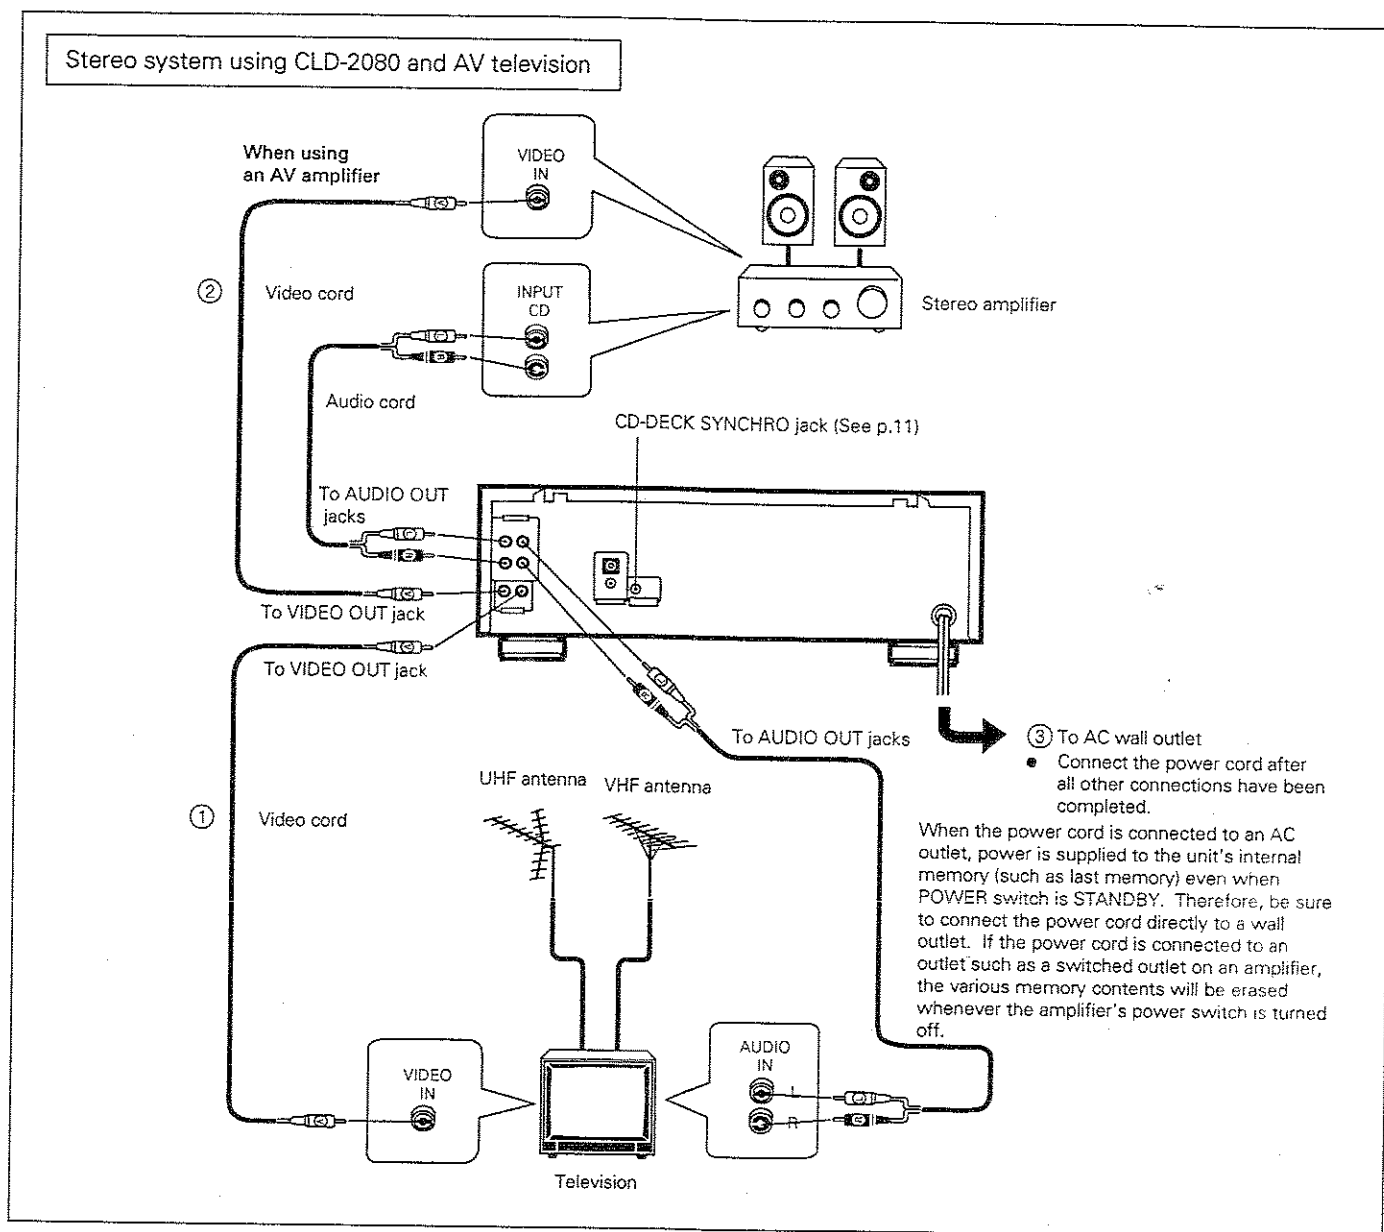 Stereo system using CLD-2080 and AV television
When using
an AV amplifier
VIDEO
IN
②
Video cord
INPUT
CD
Stereo amplifier
L
R
Audio cord
CD-DECK SYNCHRO jack (See p.11)
To AUDIO OUT
jacks
L
R
To VIDEO OUT jack
To VIDEO OUT jack
L
R
To AUDIO OUT jacks
③ To AC wall outlet
● Connect the power cord after
all other connections have been
completed.
When the power cord is connected to an AC
outlet, power is supplied to the unit's internal
memory (such as last memory) even when
POWER switch is STANDBY. Therefore, be sure
to connect the power cord directly to a wall
outlet. If the power cord is connected to an
outlet such as a switched outlet on an amplifier,
the various memory contents will be erased
whenever the amplifier's power switch is turned
off.
UHF antenna
VHF antenna
①
Video cord
VIDEO
IN
AUDIO
IN
L
R
L
R
Television